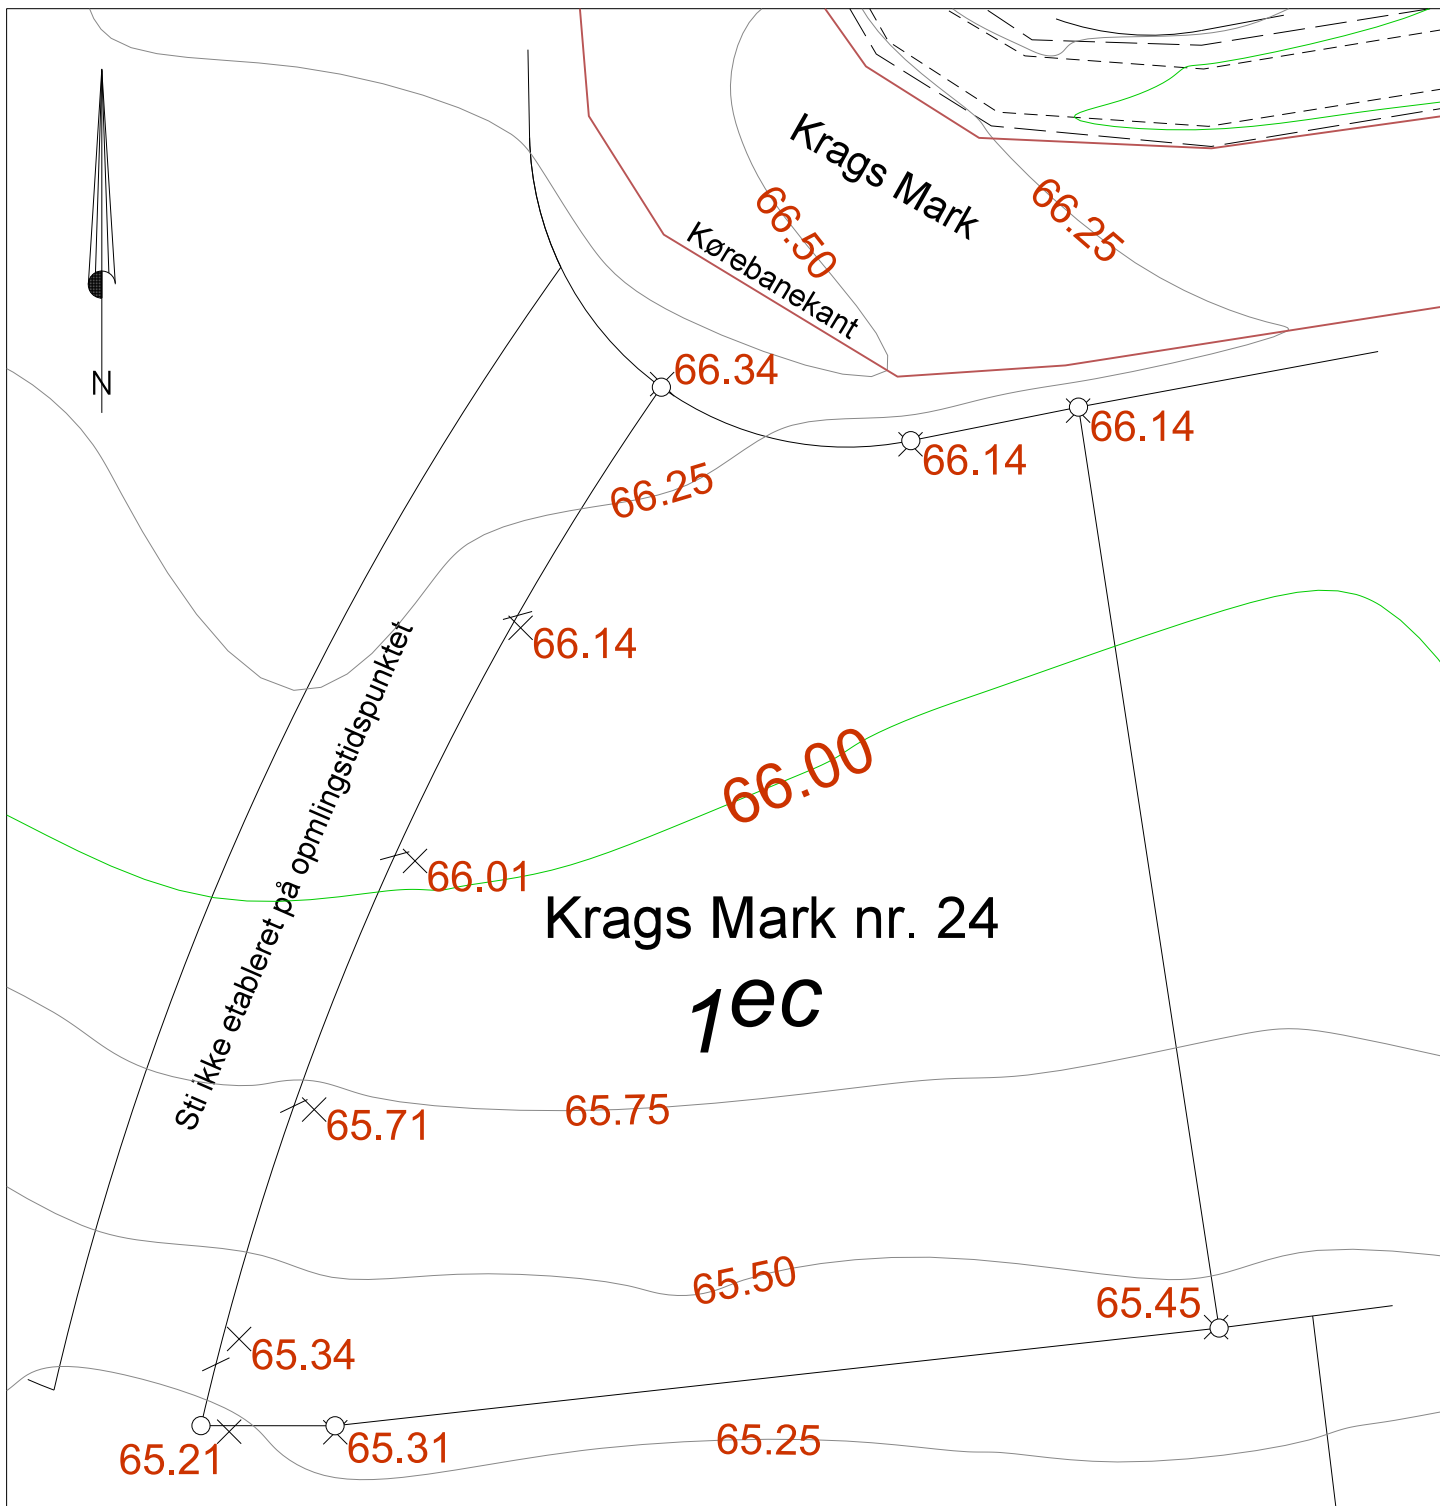 Krags Mark
66.50
66.25
Kørebanekant
N
66.34
66.14
66.14
66.25
66.14
Sti ikke etableret på opmlingstidspunktet
66.00
66.01
Krags Mark nr. 24
1ec
65.71
65.75
65.50
65.45
65.34
65.21
65.31
65.25